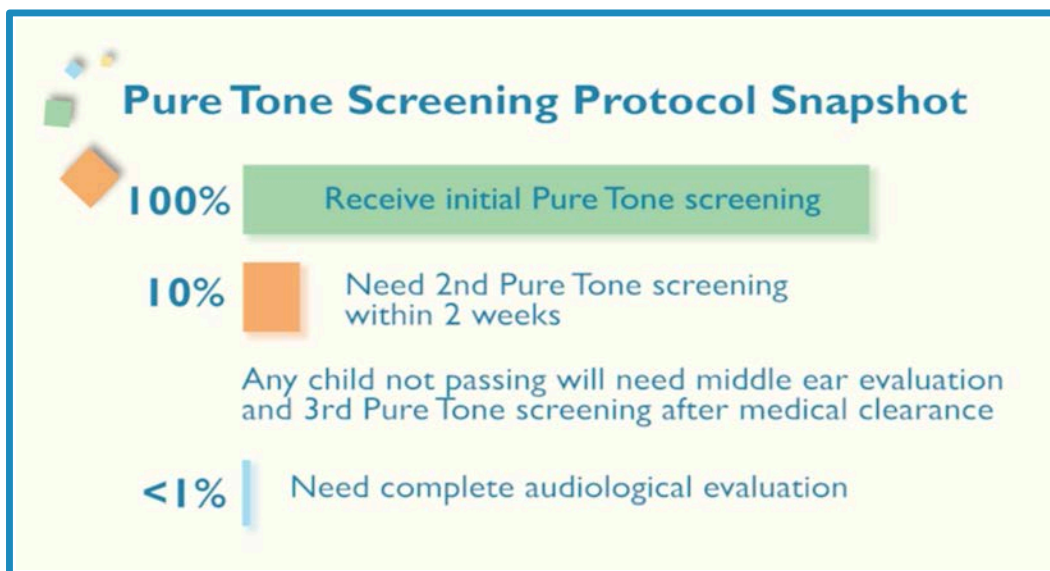 Pure Tone Screening Protocol Snapshot
100%
Receive initial Pure Tone screening
10%
Need 2nd Pure Tone screening
within 2 weeks
Any child not passing will need middle ear evaluation
and 3rd Pure Tone screening after medical clearance
<1%
Need complete audiological evaluation